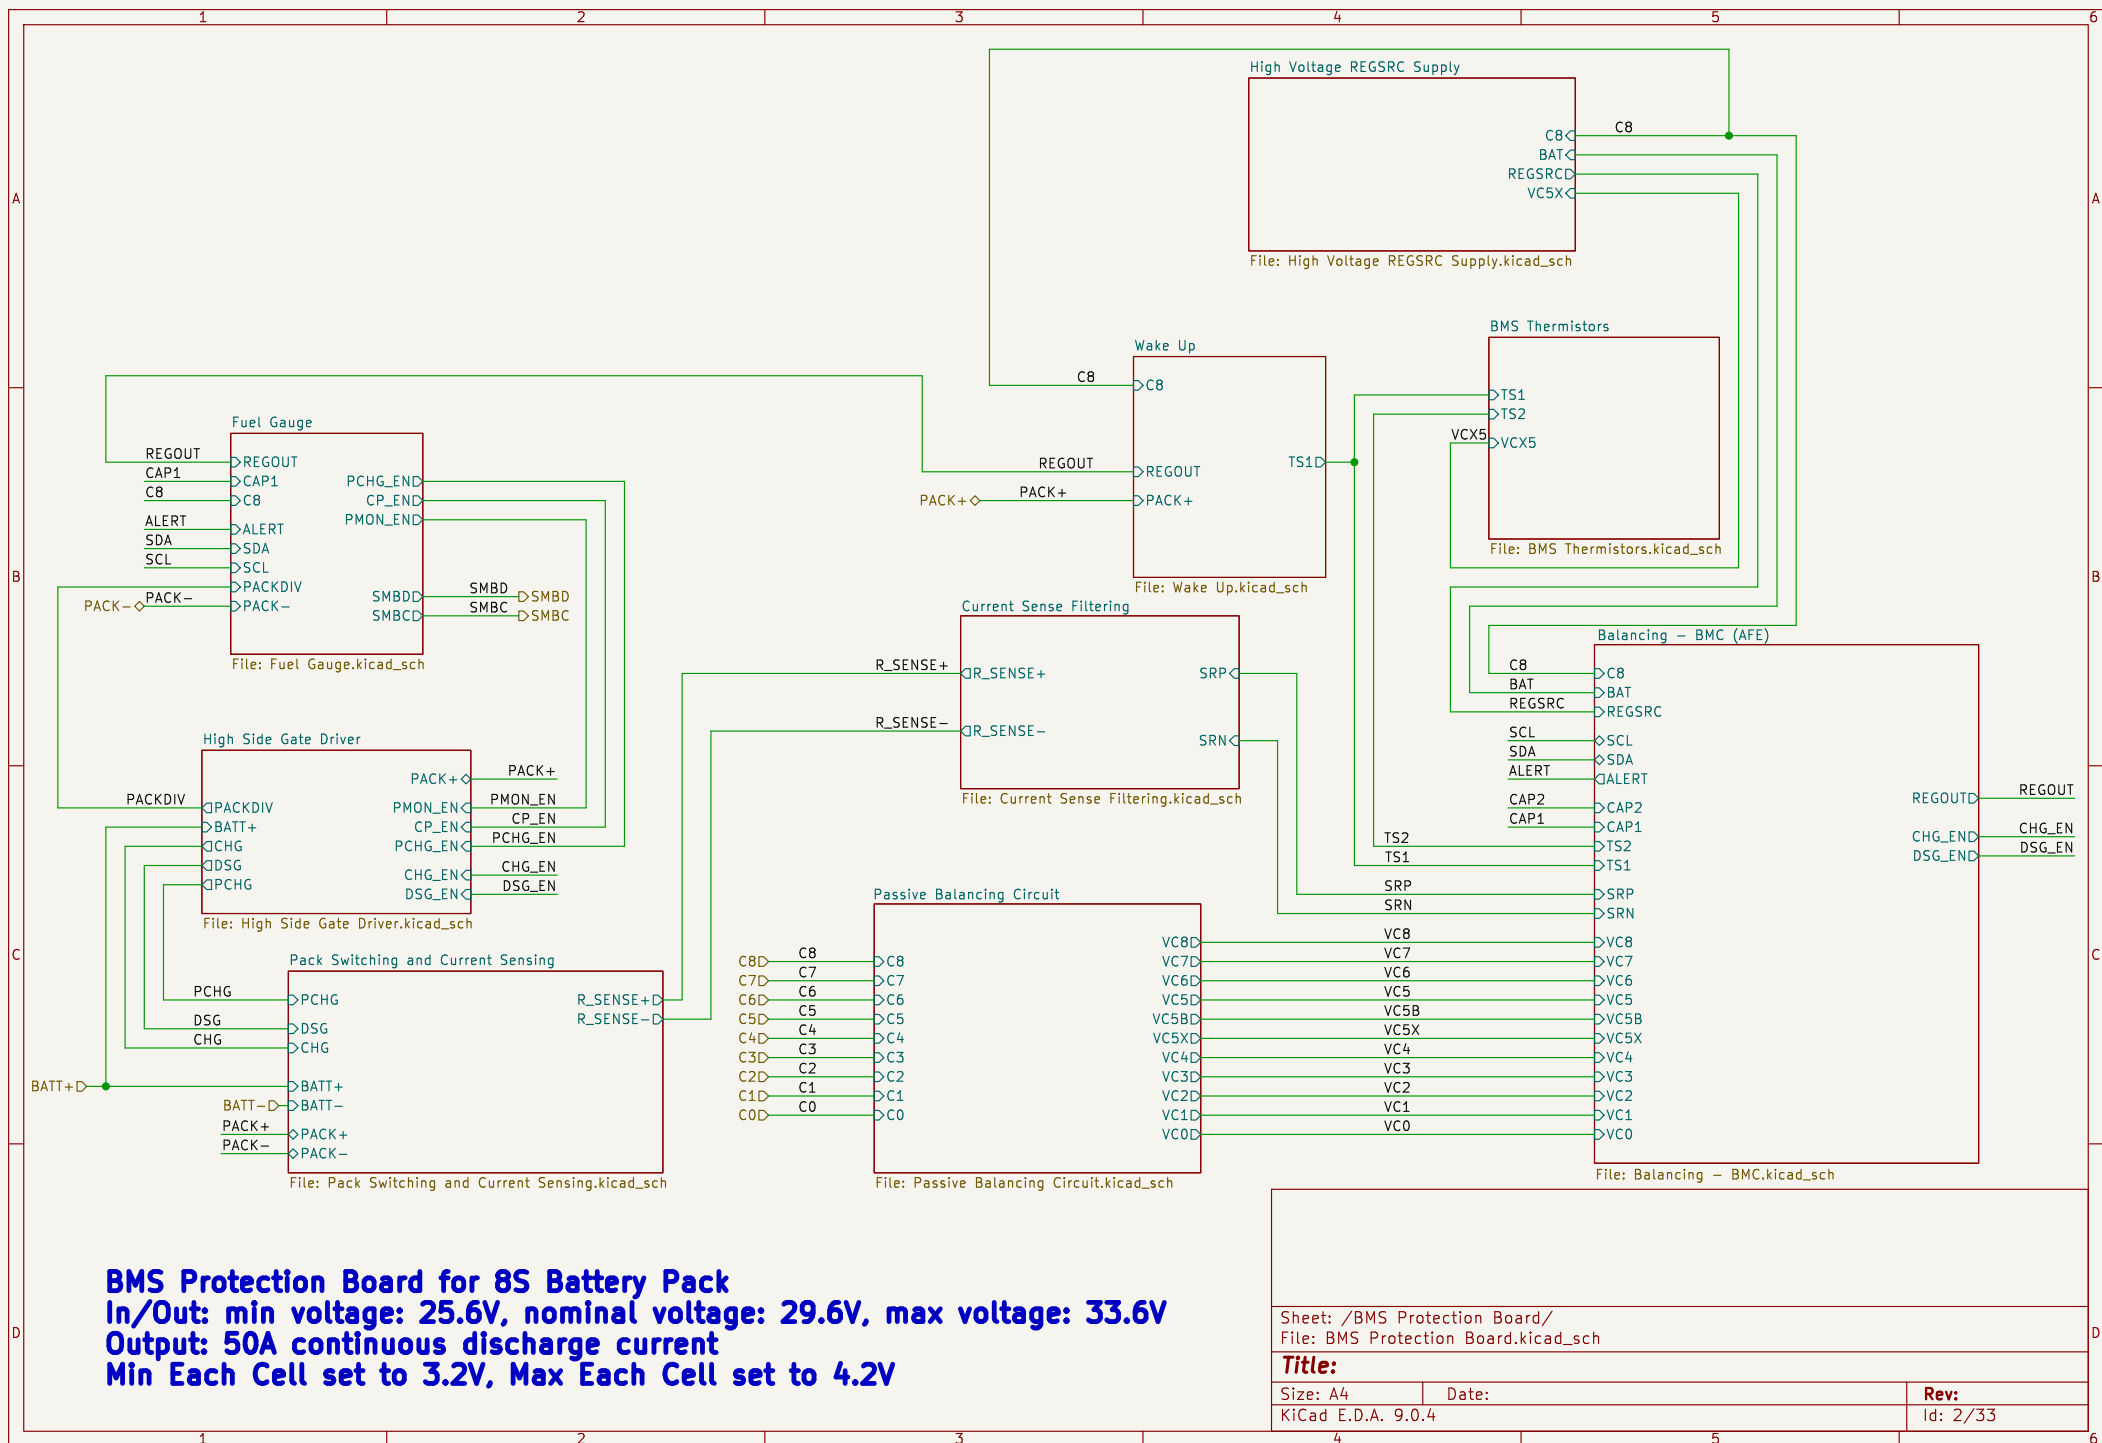 1 2 3 4 5 6
High Voltage REGSRC Supply
C8 C8
BAT
REGSRC
VC5X
File: High Voltage REGSRC Supply.kicad_sch
A A
BMS Thermistors
TS1
TS2
VCX5 VCX5
File: BMS Thermistors.kicad_sch
Wake Up
C8 C8
REGOUT REGOUT
PACK+ PACK+ PACK+
TS1
File: Wake Up.kicad_sch
Fuel Gauge
REGOUT REGOUT
CAP1 CAP1
C8 C8
ALERT ALERT
SDA SDA
SCL SCL
PACKDIV
PACK- PACK- PACK-
PCHG_EN
CP_EN
PMON_EN
SMBD SMBD SMBD
SMBC SMBC SMBC
File: Fuel Gauge.kicad_sch
B B
Current Sense Filtering
R_SENSE+ R_SENSE+ SRP
R_SENSE- R_SENSE- SRN
File: Current Sense Filtering.kicad_sch
Balancing - BMC (AFE)
C8 C8
BAT BAT
REGSRC REGSRC
SCL SCL
SDA SDA
ALERT ALERT
CAP2 CAP2
CAP1 CAP1
TS2 TS2
TS1 TS1
SRP SRP
SRN SRN
VC8 VC8
VC7 VC7
VC6 VC6
VC5 VC5
VC5B VC5B
VC5X VC5X
VC4 VC4
VC3 VC3
VC2 VC2
VC1 VC1
VC0 VC0
REGOUT REGOUT
CHG_EN CHG_EN
DSG_EN DSG_EN
File: Balancing - BMC.kicad_sch
High Side Gate Driver
PACKDIV PACKDIV
BATT+
CHG
DSG
PCHG
PACK+ PACK+
PMON_EN PMON_EN
CP_EN CP_EN
PCHG_EN PCHG_EN
CHG_EN CHG_EN
DSG_EN DSG_EN
File: High Side Gate Driver.kicad_sch
C C
Pack Switching and Current Sensing
PCHG PCHG
DSG DSG
CHG CHG
BATT+ BATT+
BATT- BATT-
PACK+ PACK+
PACK- PACK-
R_SENSE+
R_SENSE-
File: Pack Switching and Current Sensing.kicad_sch
Passive Balancing Circuit
C8 C8 C8
C7 C7 C7
C6 C6 C6
C5 C5 C5
C4 C4 C4
C3 C3 C3
C2 C2 C2
C1 C1 C1
C0 C0 C0
VC8
VC7
VC6
VC5
VC5B
VC5X
VC4
VC3
VC2
VC1
VC0
File: Passive Balancing Circuit.kicad_sch
BMS Protection Board for 8S Battery Pack
In/Out: min voltage: 25.6V, nominal voltage: 29.6V, max voltage: 33.6V
Output: 50A continuous discharge current
Min Each Cell set to 3.2V, Max Each Cell set to 4.2V
D D
Sheet: /BMS Protection Board/
File: BMS Protection Board.kicad_sch
Title:
Size: A4 Date: Rev:
KiCad E.D.A. 9.0.4 Id: 2/33
1 2 3 4 5 6